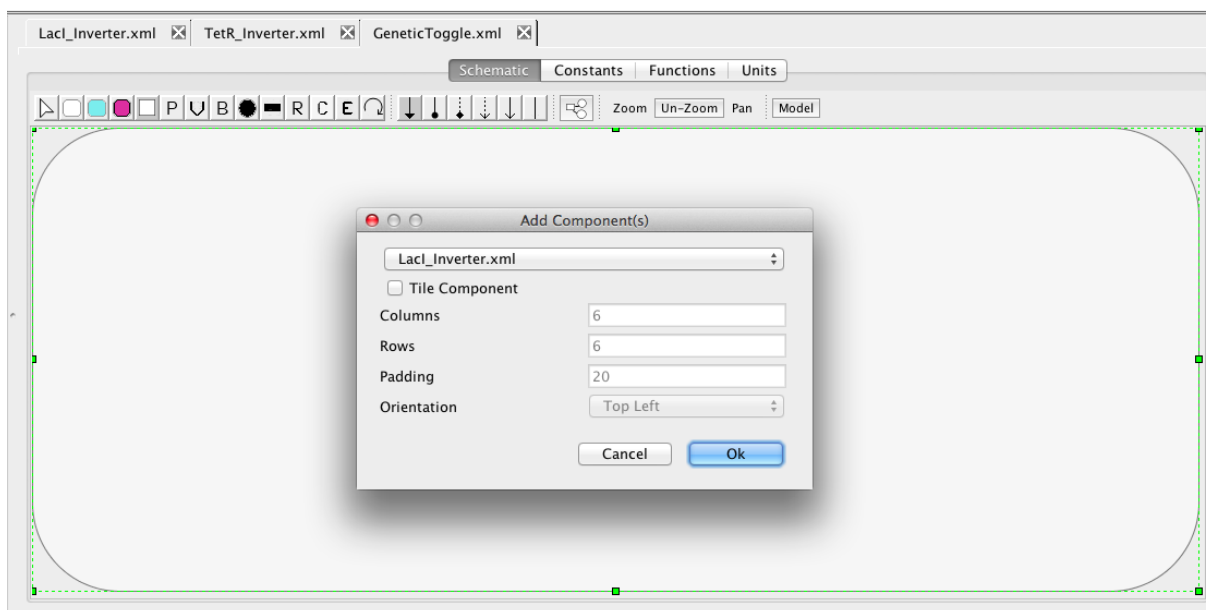 LacI_Inverter.xml TetR_Inverter.xml GeneticToggle.xml
Schematic Constants Functions Units
P V B R C E Zoom Un-Zoom Pan Model
Add Component(s)
LacI_Inverter.xml
Tile Component
Columns 6
Rows 6
Padding 20
Orientation Top Left
Cancel Ok